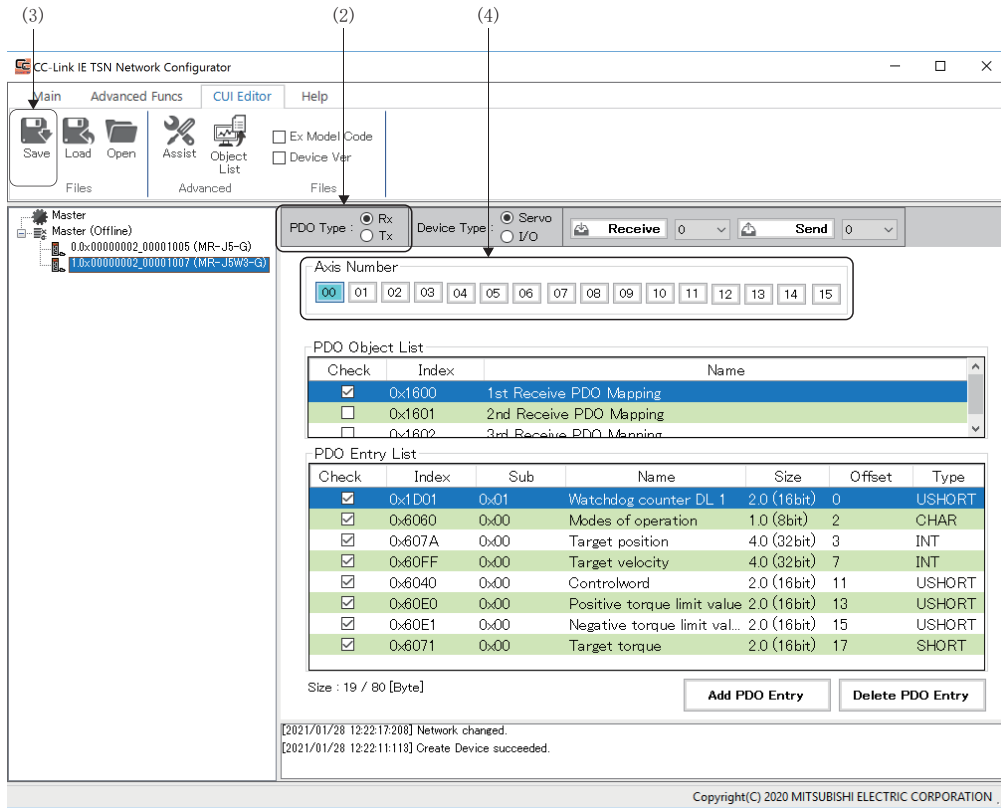 (3) (2) (4)
CC-Link IE TSN Network Configurator
Main Advanced Funcs CUI Editor Help
Save Load Open Assist Object List
Ex Model Code
Device Ver
Files Advanced Files
Master
Master (Offline)
0.0x00000002_00001005 (MR-J5-G)
1.0x00000002_00001007 (MR-J5W3-G)
PDO Type : Rx Tx Device Type : Servo I/O Receive 0 Send 0
Axis Number
00 01 02 03 04 05 06 07 08 09 10 11 12 13 14 15
PDO Object List
Check Index Name
0x1600 1st Receive PDO Mapping
0x1601 2nd Receive PDO Mapping
0x1602 3rd Receive PDO Mapping
PDO Entry List
Check Index Sub Name Size Offset Type
0x1D01 0x01 Watchdog counter DL 1 2.0 (16bit) 0 USHORT
0x6060 0x00 Modes of operation 1.0 (8bit) 2 CHAR
0x607A 0x00 Target position 4.0 (32bit) 3 INT
0x60FF 0x00 Target velocity 4.0 (32bit) 7 INT
0x6040 0x00 Controlword 2.0 (16bit) 11 USHORT
0x60E0 0x00 Positive torque limit value 2.0 (16bit) 13 USHORT
0x60E1 0x00 Negative torque limit val... 2.0 (16bit) 15 USHORT
0x6071 0x00 Target torque 2.0 (16bit) 17 SHORT
Size : 19 / 80 [Byte]
Add PDO Entry Delete PDO Entry
[2021/01/28 12:22:17:208] Network changed.
[2021/01/28 12:22:11:113] Create Device succeeded.
Copyright(C) 2020 MITSUBISHI ELECTRIC CORPORATION